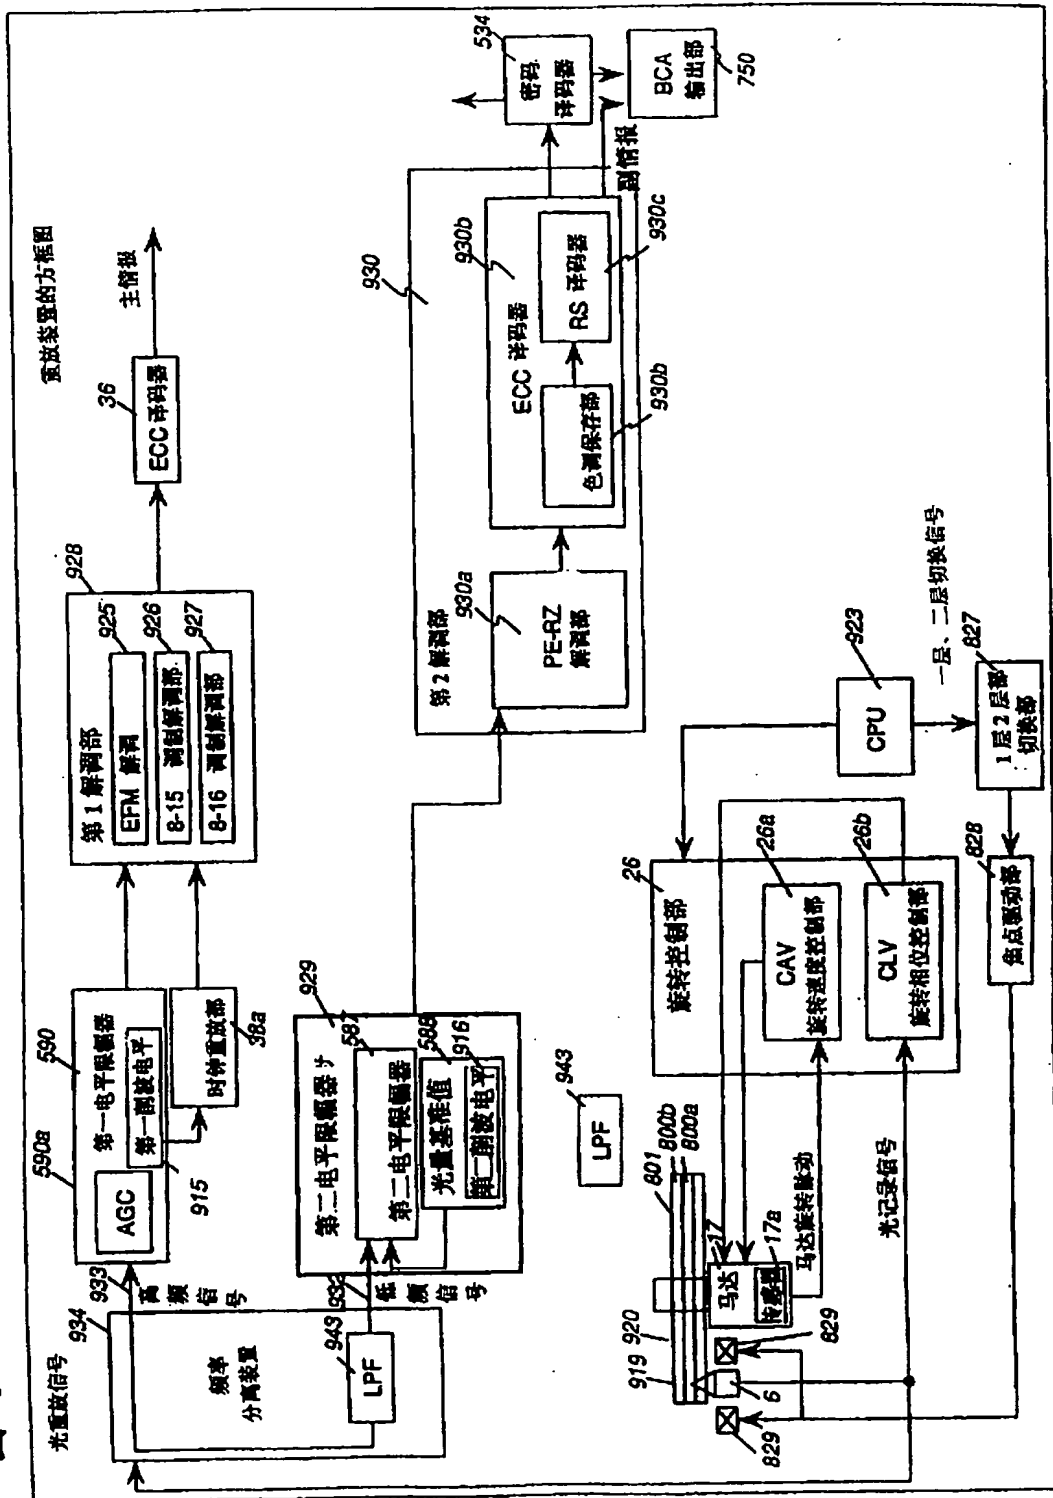 重放装置的方框图
光重放信号
934
频率
分离装置
943
LPF
933
高频信号
932
低频信号
590a
590
AGC
第一电平限幅器
第一削波电平
915
时钟重放部
38a
928
第1解调部
925
EFM 解调
926
8-15 调制解调部
927
8-16 调制解调部
36
ECC 译码器
主情报
929
第二电平限幅器
587
第二电平限幅器
588
光量基准值
916
第二削波电平
930
第2解调部
930a
PE-RZ
解调部
930b
ECC 译码器
色调保存部
930b
RS 译码器
930c
副情报
534
密码
译码器
BCA
输出部
750
943
LPF
919
920
801
800b
800a
17
马达
17a
传感器
6
829
829
马达旋转脉动
光记录信号
26
旋转控制部
26a
CAV
旋转速度控制部
26b
CLV
旋转相位控制部
923
CPU
一层、二层切换信号
827
1层2层部
切换部
828
焦点驱动部